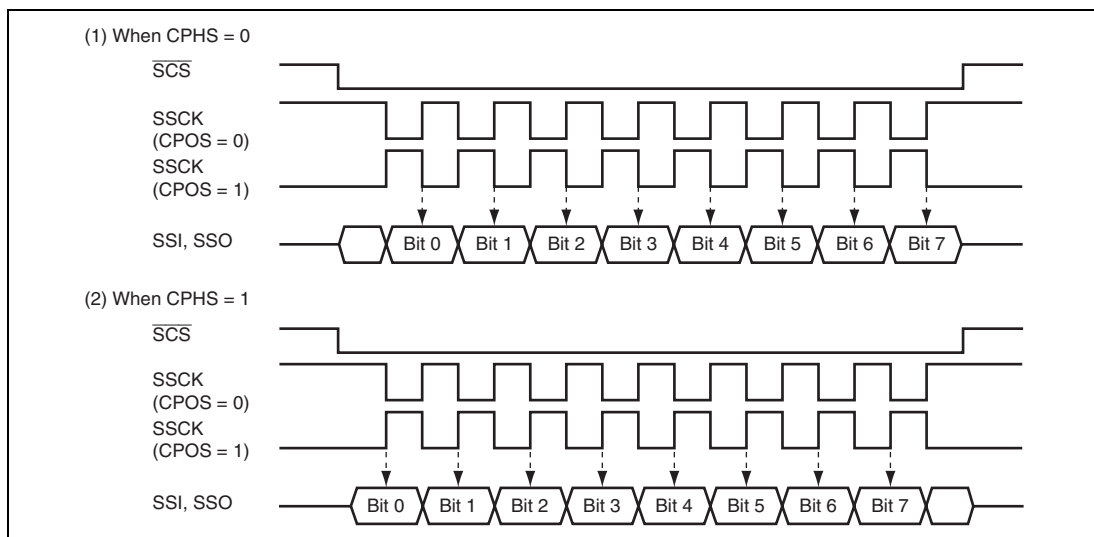 (1) When CPHS = 0
SCS
SSCK
(CPOS = 0)
SSCK
(CPOS = 1)
SSI, SSO
Bit 0 Bit 1 Bit 2 Bit 3 Bit 4 Bit 5 Bit 6 Bit 7
(2) When CPHS = 1
SCS
SSCK
(CPOS = 0)
SSCK
(CPOS = 1)
SSI, SSO
Bit 0 Bit 1 Bit 2 Bit 3 Bit 4 Bit 5 Bit 6 Bit 7